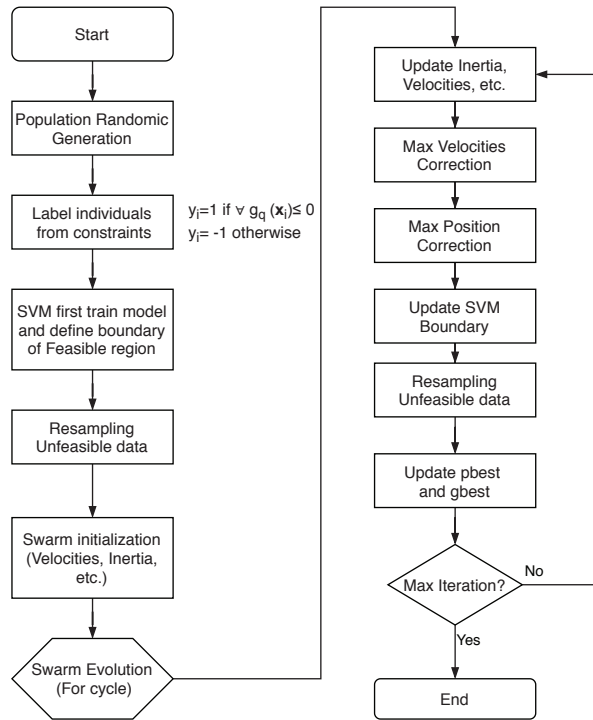 Start
Population Randomic
Generation
Label individuals
from constraints
yᵢ=1 if ∀ g_q (xᵢ)≤ 0
yᵢ= -1 otherwise
SVM first train model
and define boundary
of Feasible region
Resampling
Unfeasible data
Swarm initialization
(Velocities, Inertia,
etc.)
Swarm Evolution
(For cycle)
Update Inertia,
Velocities, etc.
Max Velocities
Correction
Max Position
Correction
Update SVM
Boundary
Resampling
Unfeasible data
Update pbest
and gbest
Max Iteration?
No
Yes
End